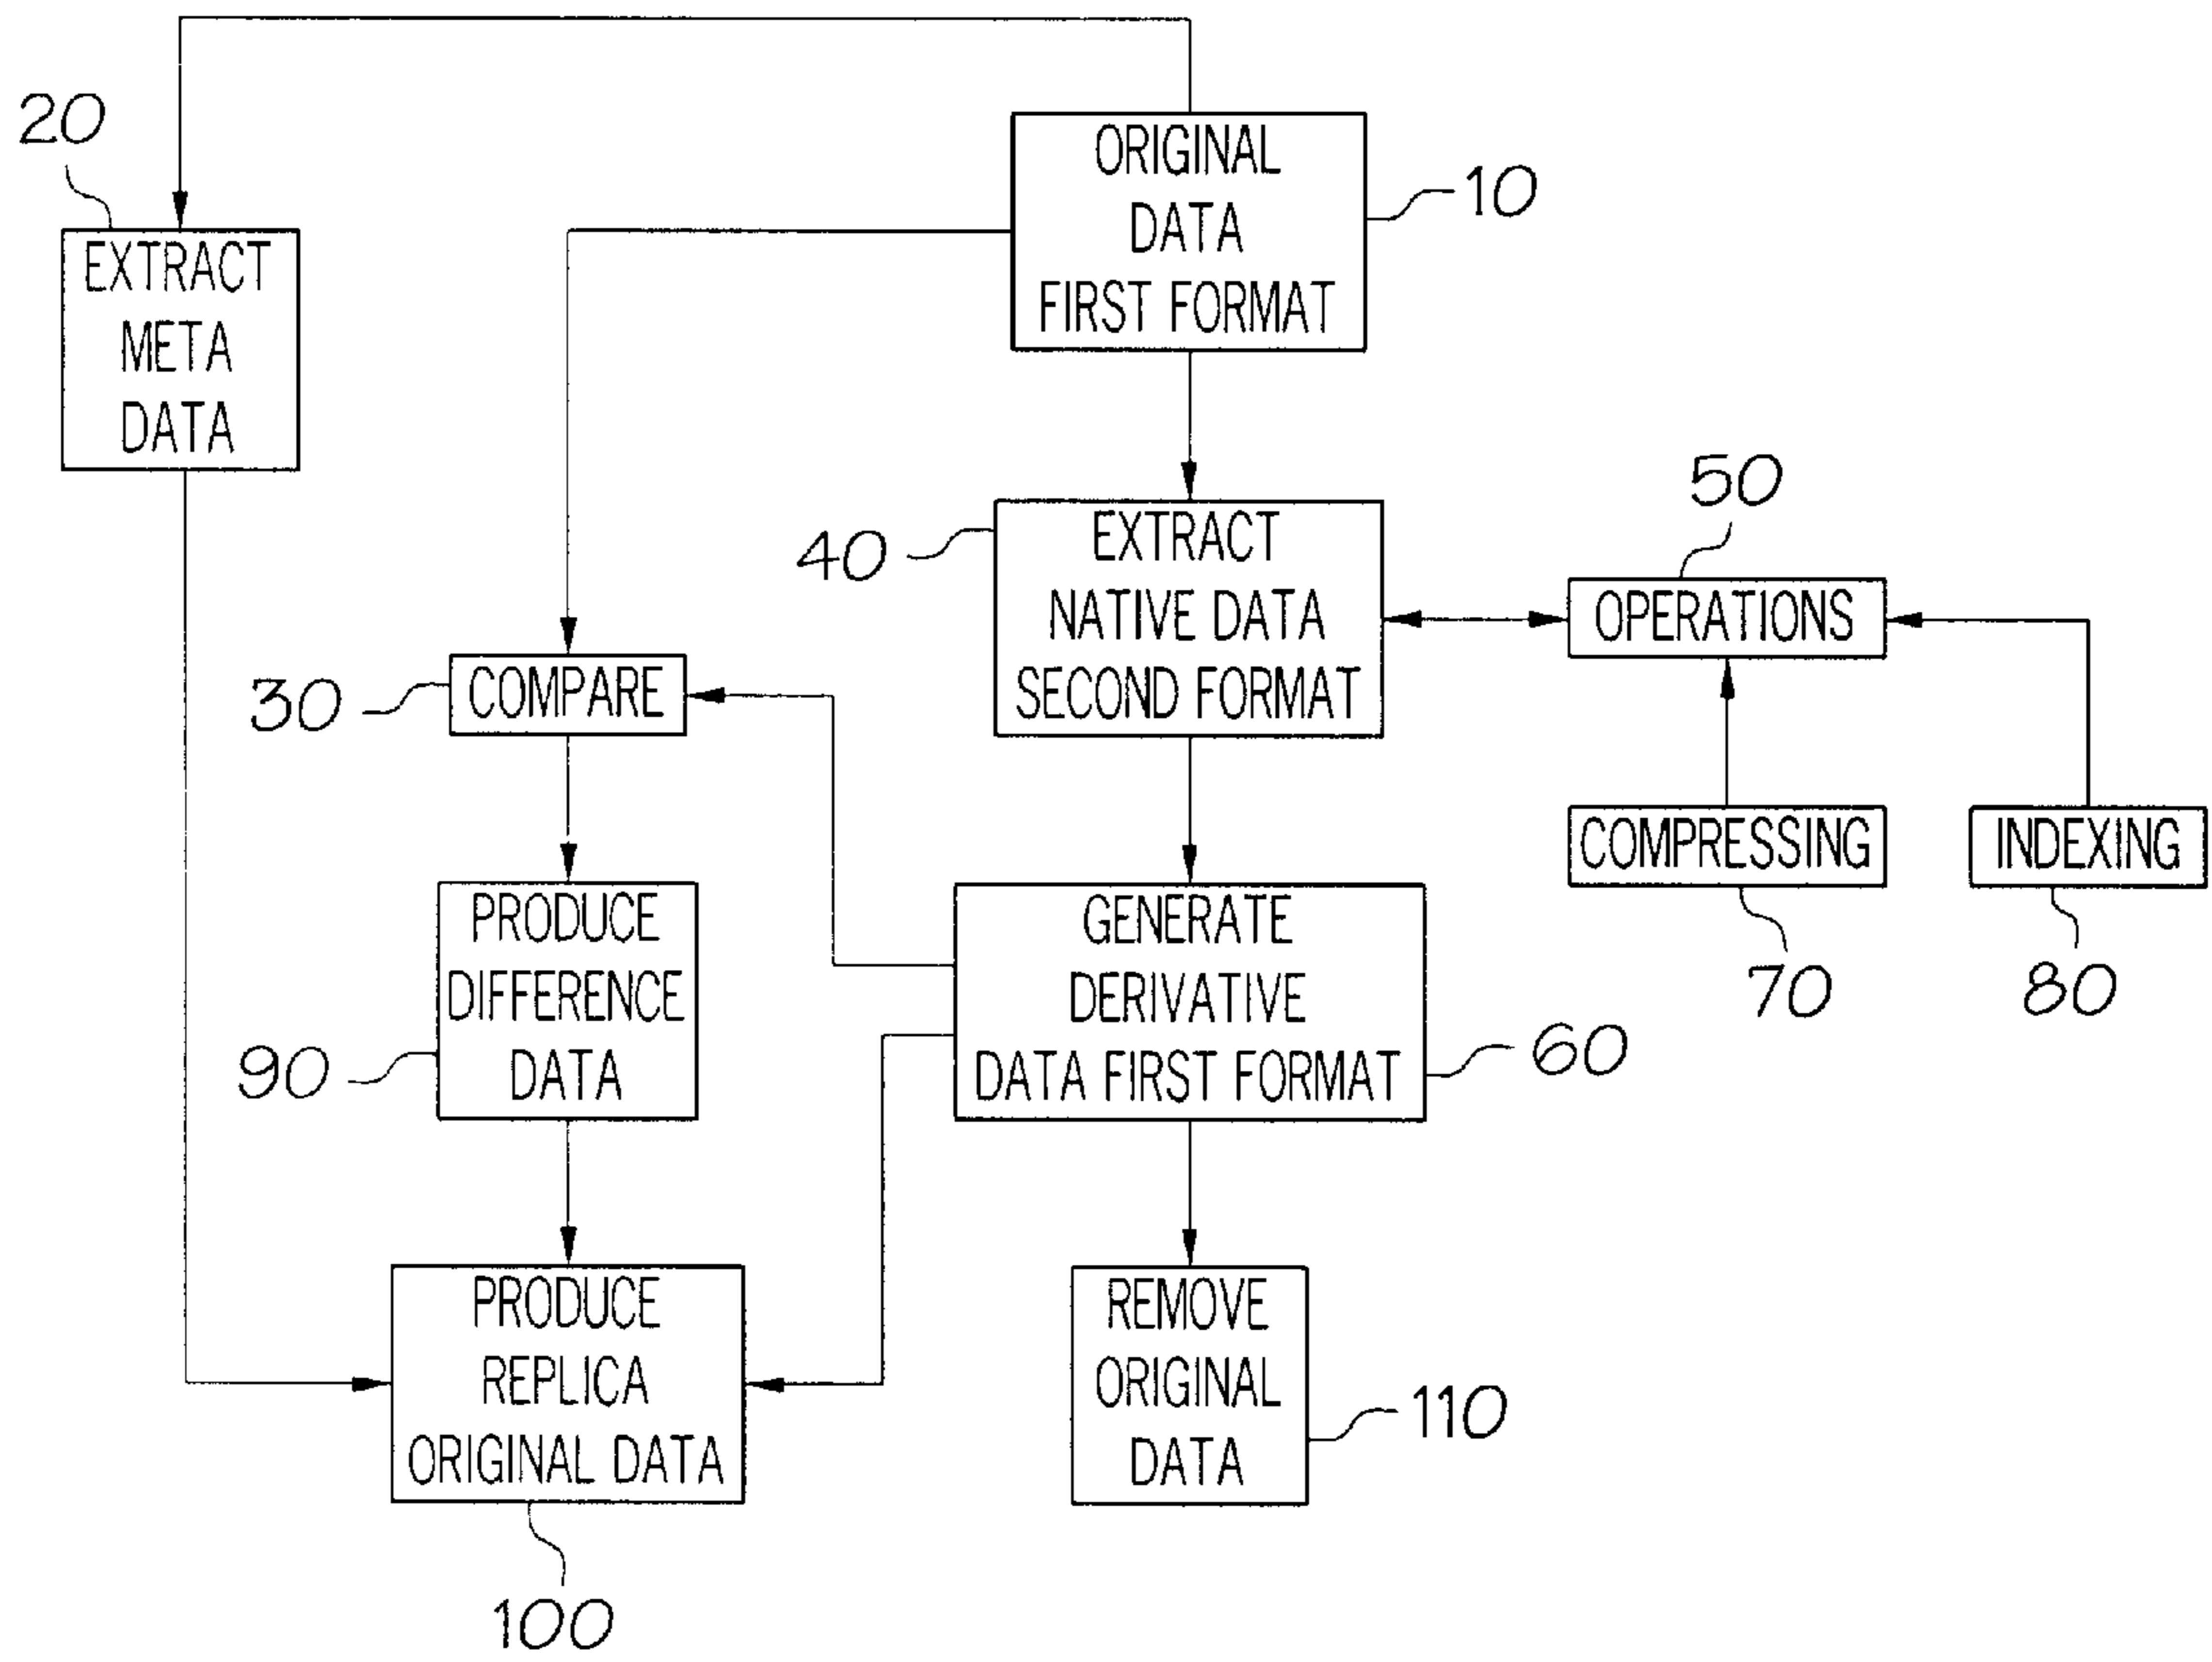 20
ORIGINAL
DATA
FIRST FORMAT
10
EXTRACT
META
DATA
40
EXTRACT
NATIVE DATA
SECOND FORMAT
50
OPERATIONS
30
COMPARE
COMPRESSING
70
INDEXING
80
PRODUCE
DIFFERENCE
DATA
90
GENERATE
DERIVATIVE
DATA FIRST FORMAT
60
PRODUCE
REPLICA
ORIGINAL DATA
100
REMOVE
ORIGINAL
DATA
110